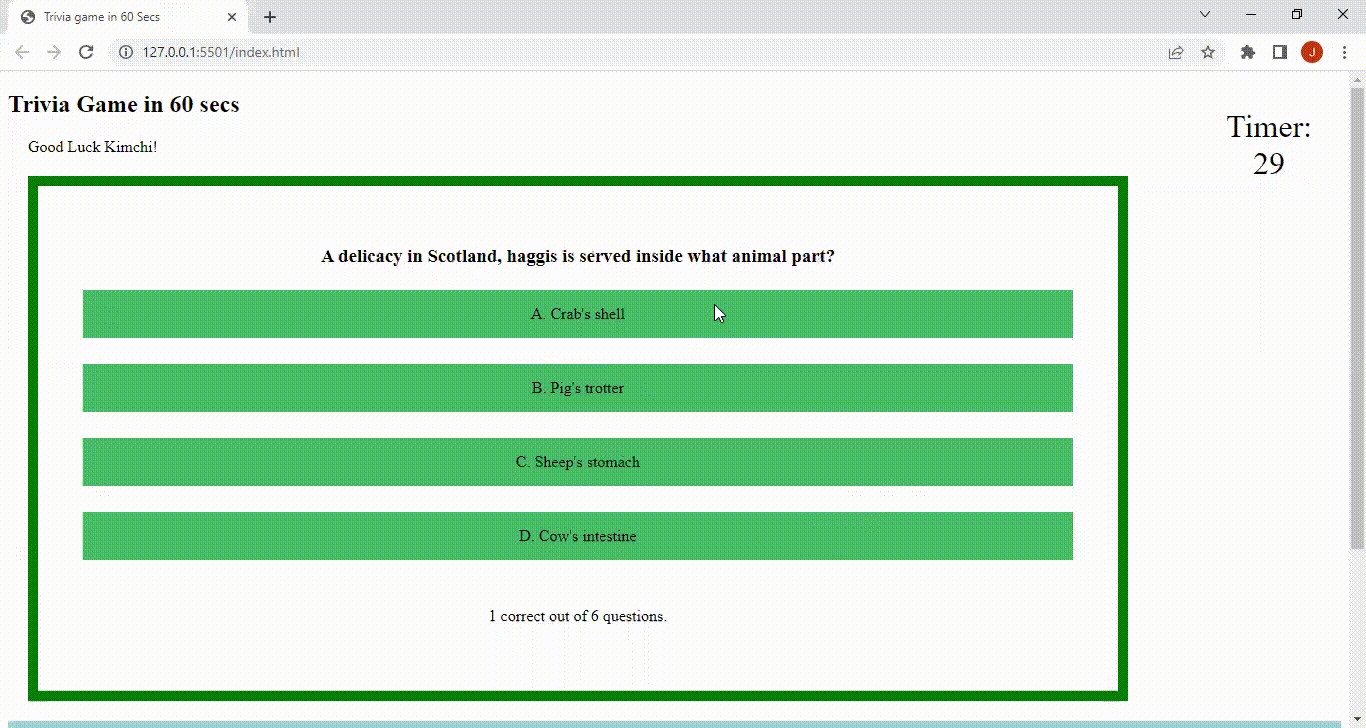 Trivia game in 60 Secs
127.0.0.1:5501/index.html
J
Trivia Game in 60 secs
Timer:
29
Good Luck Kimchi!
A delicacy in Scotland, haggis is served inside what animal part?
A. Crab's shell
B. Pig's trotter
C. Sheep's stomach
D. Cow's intestine
1 correct out of 6 questions.